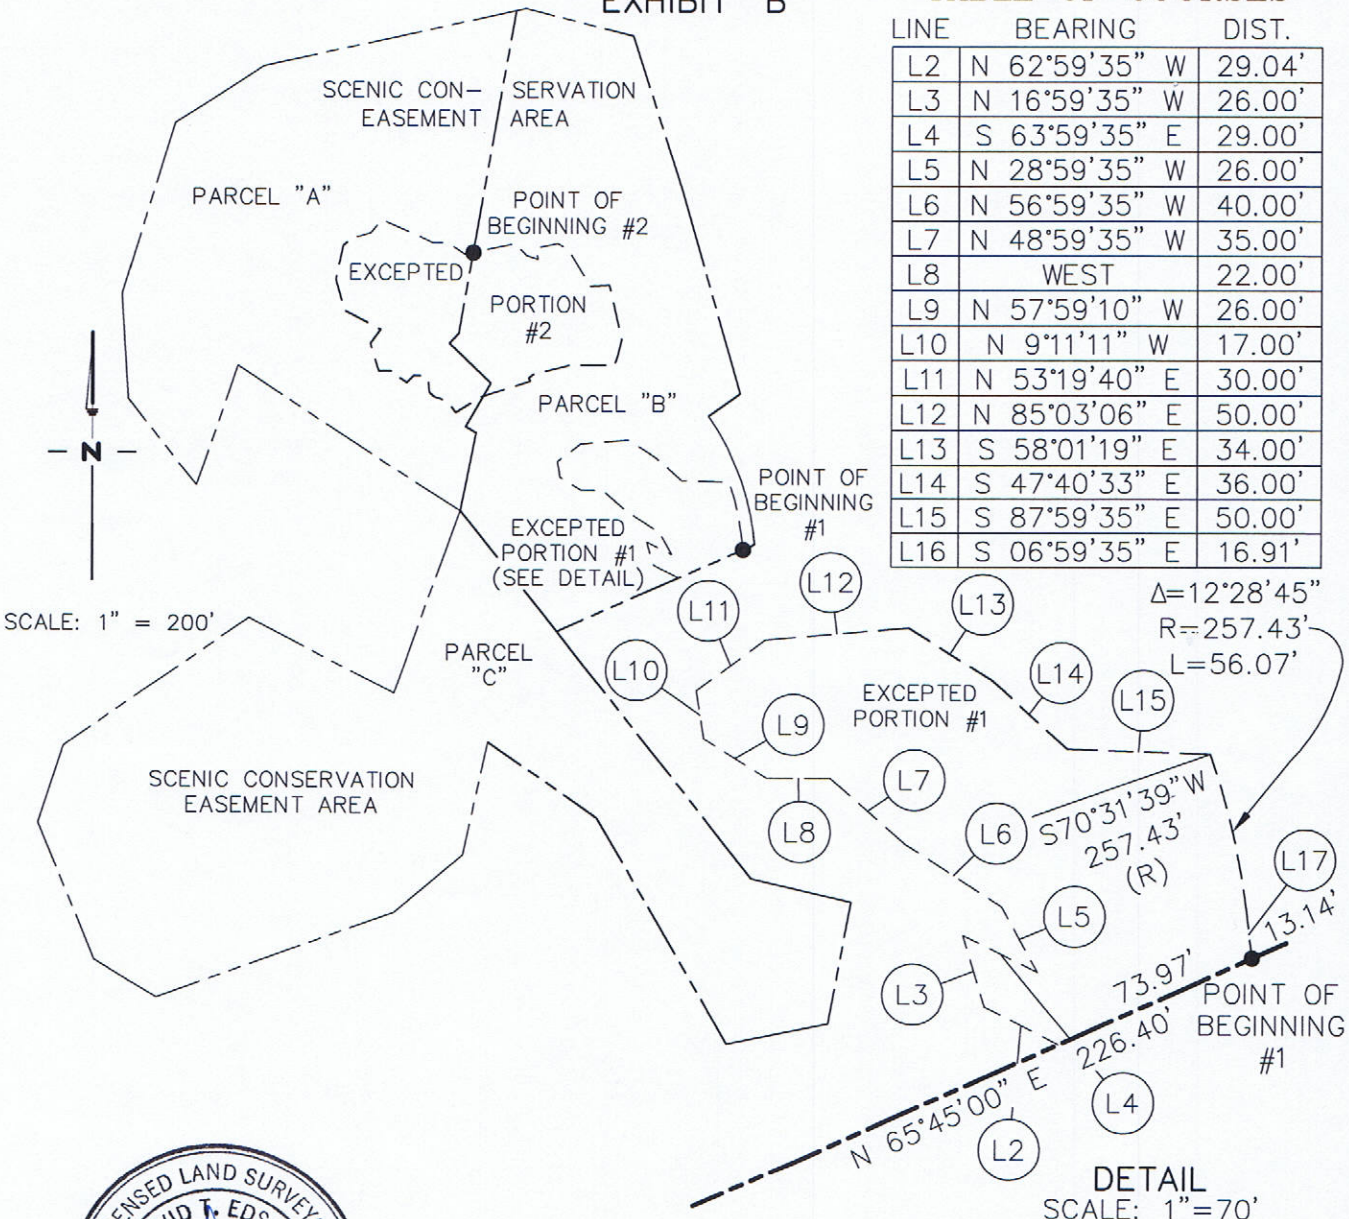 EXHIBIT "B"
LINE BEARING DIST.
L2 N 62°59'35" W 29.04'
L3 N 16°59'35" W 26.00'
L4 S 63°59'35" E 29.00'
L5 N 28°59'35" W 26.00'
L6 N 56°59'35" W 40.00'
L7 N 48°59'35" W 35.00'
L8 WEST 22.00'
L9 N 57°59'10" W 26.00'
L10 N 9°11'11" W 17.00'
L11 N 53°19'40" E 30.00'
L12 N 85°03'06" E 50.00'
L13 S 58°01'19" E 34.00'
L14 S 47°40'33" E 36.00'
L15 S 87°59'35" E 50.00'
L16 S 06°59'35" E 16.91'
SCENIC CON- SERVATION
EASEMENT AREA
PARCEL "A"
POINT OF
BEGINNING #2
EXCEPTED
PORTION
#2
PARCEL "B"
N
POINT OF
BEGINNING
#1
EXCEPTED
PORTION #1
(SEE DETAIL)
SCALE: 1" = 200'
PARCEL
"C"
SCENIC CONSERVATION
EASEMENT AREA
Δ=12°28'45"
R=257.43'
L=56.07'
L12
L13
L11
L10
L14
EXCEPTED
PORTION #1
L15
L9
L7
L8
L6
S70°31'39"W
257.43'
(R)
L17
L5
13.14'
L3
73.97'
POINT OF
BEGINNING
#1
226.40'
N 65°45'00" E
L4
L2
DETAIL
SCALE: 1"=70'
ENSED LAND SURVEY
T. EDS